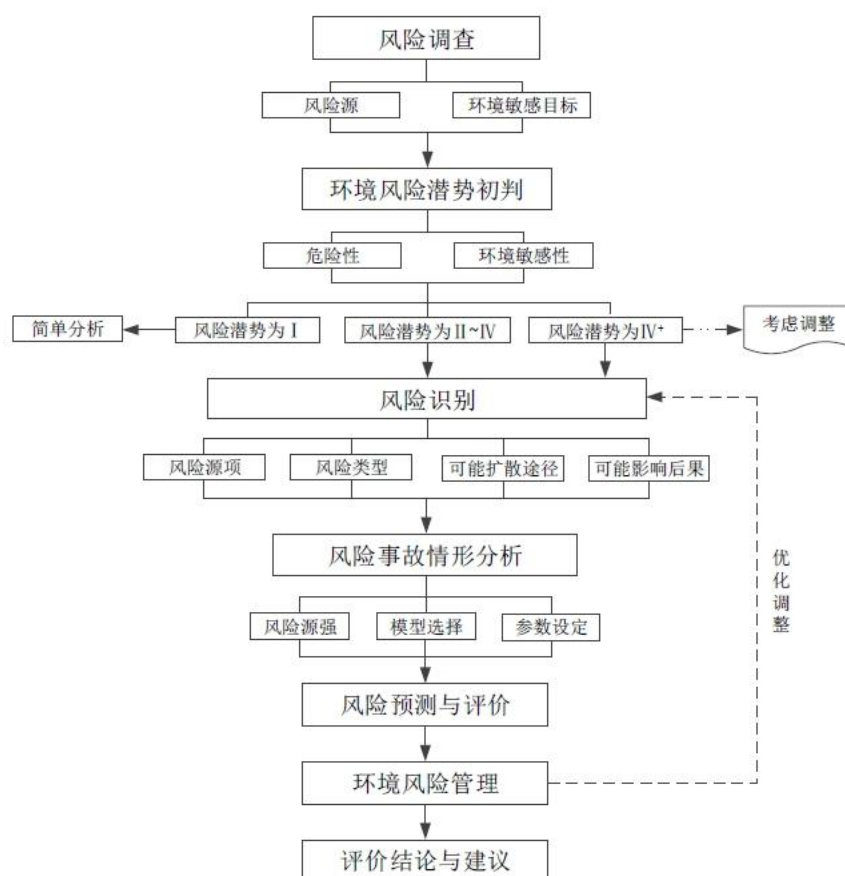 风险调查
风险源
环境敏感目标
环境风险潜势初判
危险性
环境敏感性
简单分析
风险潜势为Ⅰ
风险潜势为Ⅱ~Ⅳ
风险潜势为Ⅳ⁺
考虑调整
风险识别
风险源项
风险类型
可能扩散途径
可能影响后果
风险事故情形分析
优化调整
风险源强
模型选择
参数设定
风险预测与评价
环境风险管理
评价结论与建议